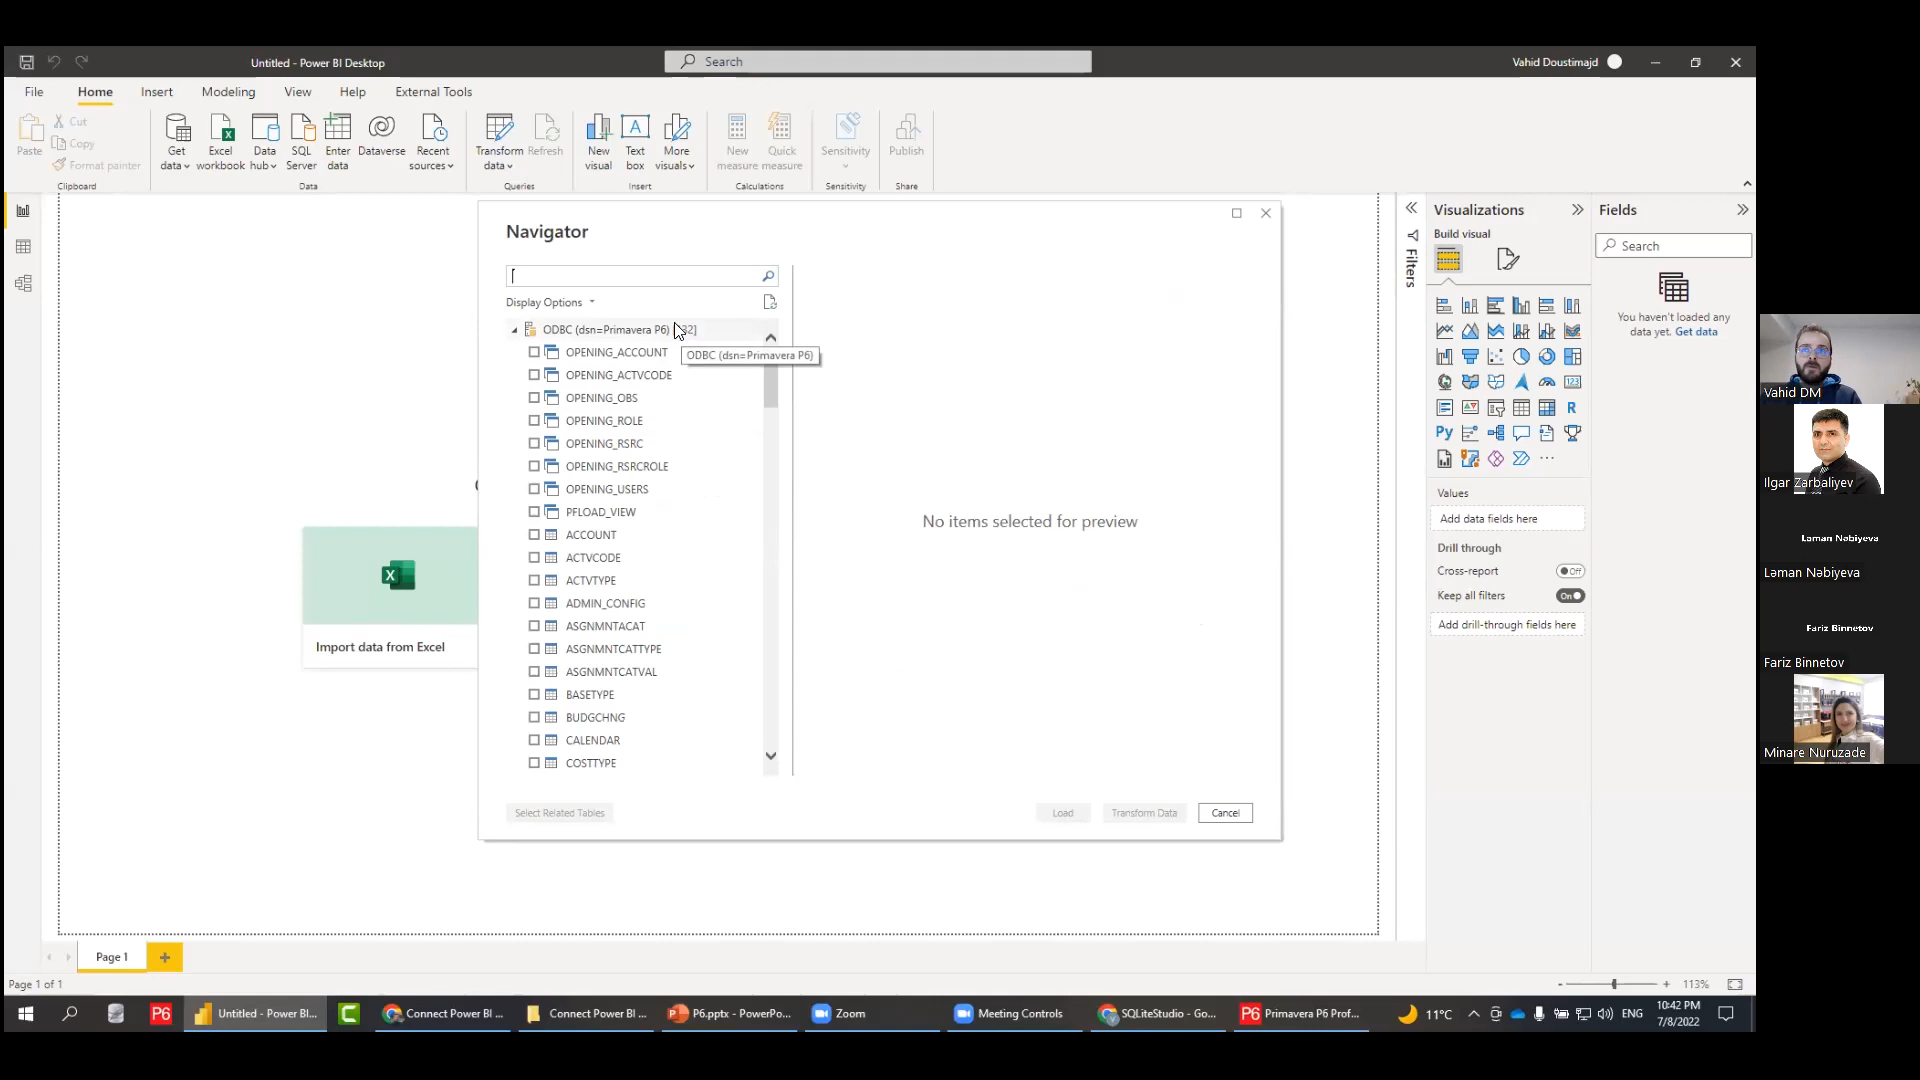 Untitled - Power BI Desktop
Search
Vahid Doustimajd
File
Home
Insert
Modeling
View
Help
External Tools
Paste
Cut
Copy
Format painter
Clipboard
Get data
Excel workbook
Data hub
SQL Server
Enter data
Dataverse
Recent sources
Data
Transform data
Refresh
Queries
New visual
Text box
More visuals
Insert
New measure
Quick measure
Calculations
Sensitivity
Sensitivity
Publish
Share
Navigator
Display Options
ODBC (dsn=Primavera P6)
ODBC (dsn=Primavera P6)
OPENING_ACCOUNT
OPENING_ACTVCODE
OPENING_OBS
OPENING_ROLE
OPENING_RSRC
OPENING_RSRCROLE
OPENING_USERS
PFLOAD_VIEW
ACCOUNT
ACTVCODE
ACTVTYPE
ADMIN_CONFIG
ASGNMNTACAT
ASGNMNTCATTYPE
ASGNMNTCATVAL
BASETYPE
BUDGCHNG
CALENDAR
COSTTYPE
No items selected for preview
Select Related Tables
Load
Transform Data
Cancel
Import data from Excel
Filters
Visualizations
Build visual
Values
Add data fields here
Drill through
Cross-report
Off
Keep all filters
On
Add drill-through fields here
Fields
Search
You haven't loaded any
data yet. Get data
Page 1
Page 1 of 1
113%
P6
Untitled - Power BI...
Connect Power BI ...
Connect Power BI ...
P6.pptx - PowerPo...
Zoom
Meeting Controls
SQLiteStudio - Go...
P6 Primavera P6 Prof...
11°C
ENG
10:42 PM
7/8/2022
Vahid DM
Ilgar Zarbaliyev
Ləman Nəbiyeva
Ləman Nəbiyeva
Fariz Binnetov
Fariz Binnetov
Minare Nuruzade